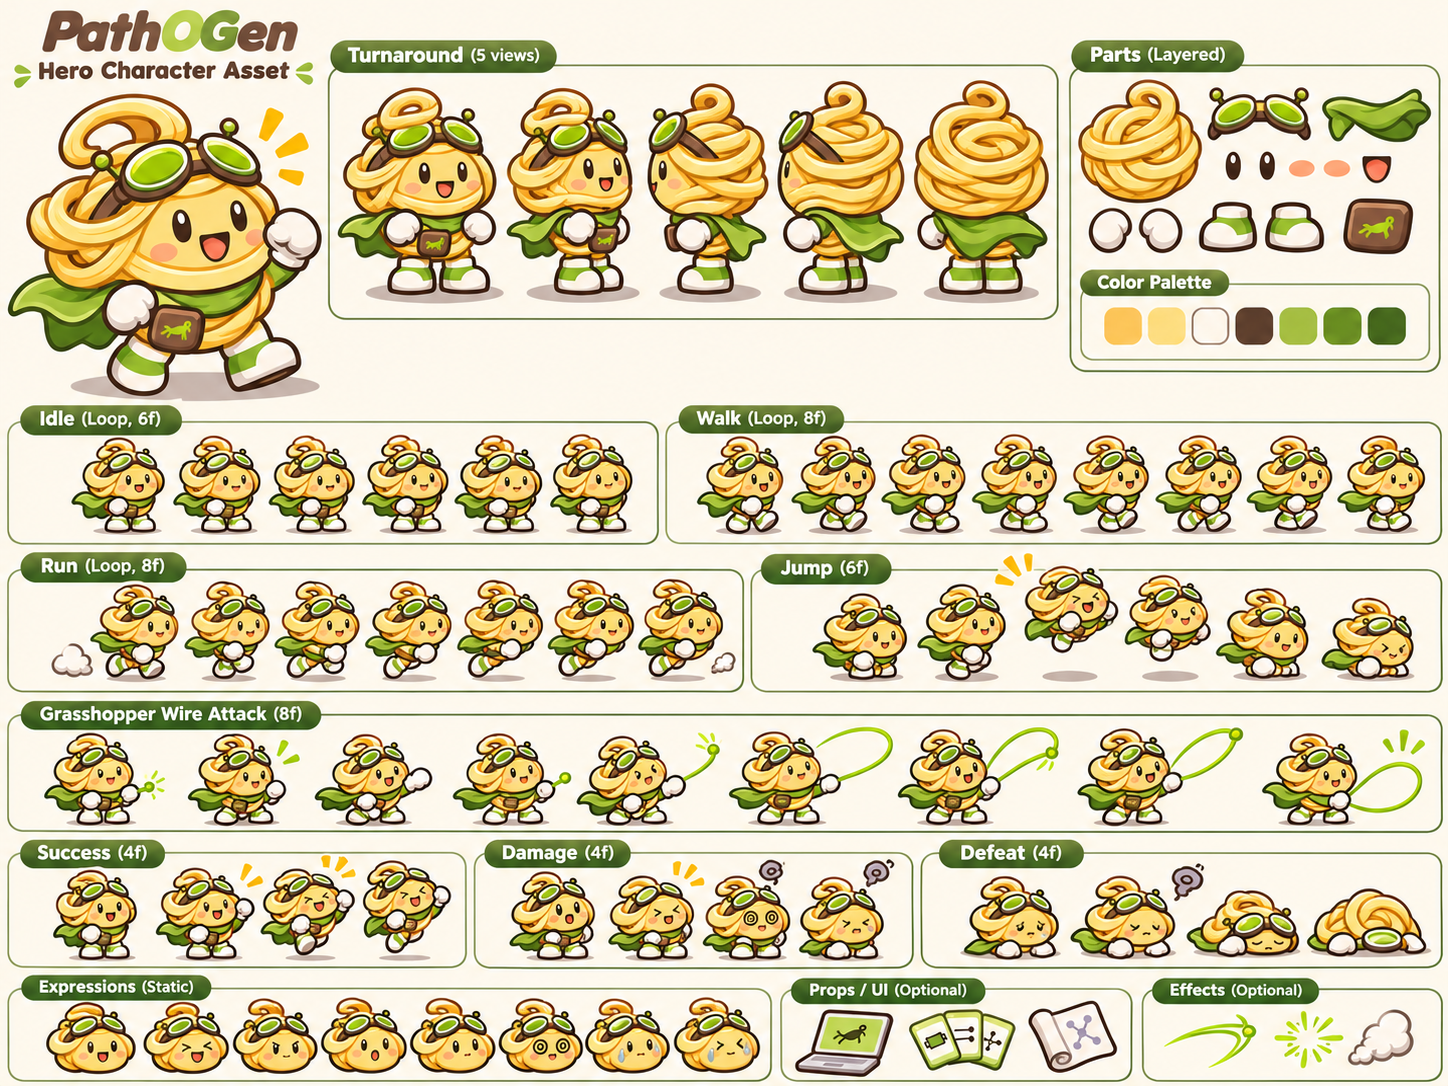 PathOGen
Hero Character Asset
Turnaround (5 views)
Parts (Layered)
Color Palette
Idle (Loop, 6f)
Walk (Loop, 8f)
Run (Loop, 8f)
Jump (6f)
Grasshopper Wire Attack (8f)
Success (4f)
Damage (4f)
Defeat (4f)
Expressions (Static)
Props / UI (Optional)
Effects (Optional)